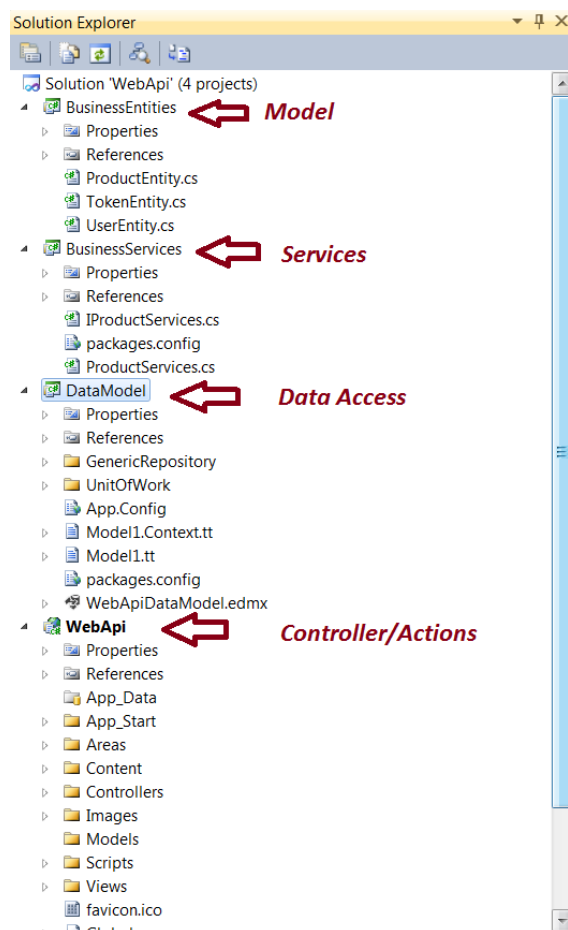 Solution Explorer
Solution 'WebApi' (4 projects)
BusinessEntities Model
Properties
References
ProductEntity.cs
TokenEntity.cs
UserEntity.cs
BusinessServices Services
Properties
References
IProductServices.cs
packages.config
ProductServices.cs
DataModel Data Access
Properties
References
GenericRepository
UnitOfWork
App.Config
Model1.Context.tt
Model1.tt
packages.config
WebApiDataModel.edmx
WebApi Controller/Actions
Properties
References
App_Data
App_Start
Areas
Content
Controllers
Images
Models
Scripts
Views
favicon.ico